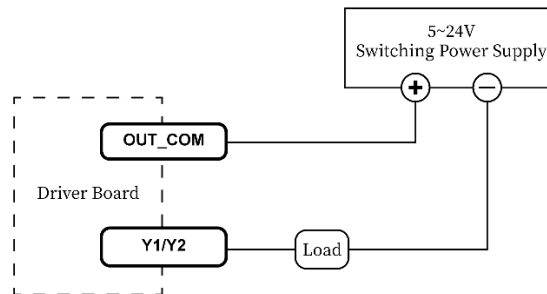 5~24V
Switching Power Supply
+
−
OUT_COM
Driver Board
Y1/Y2
Load